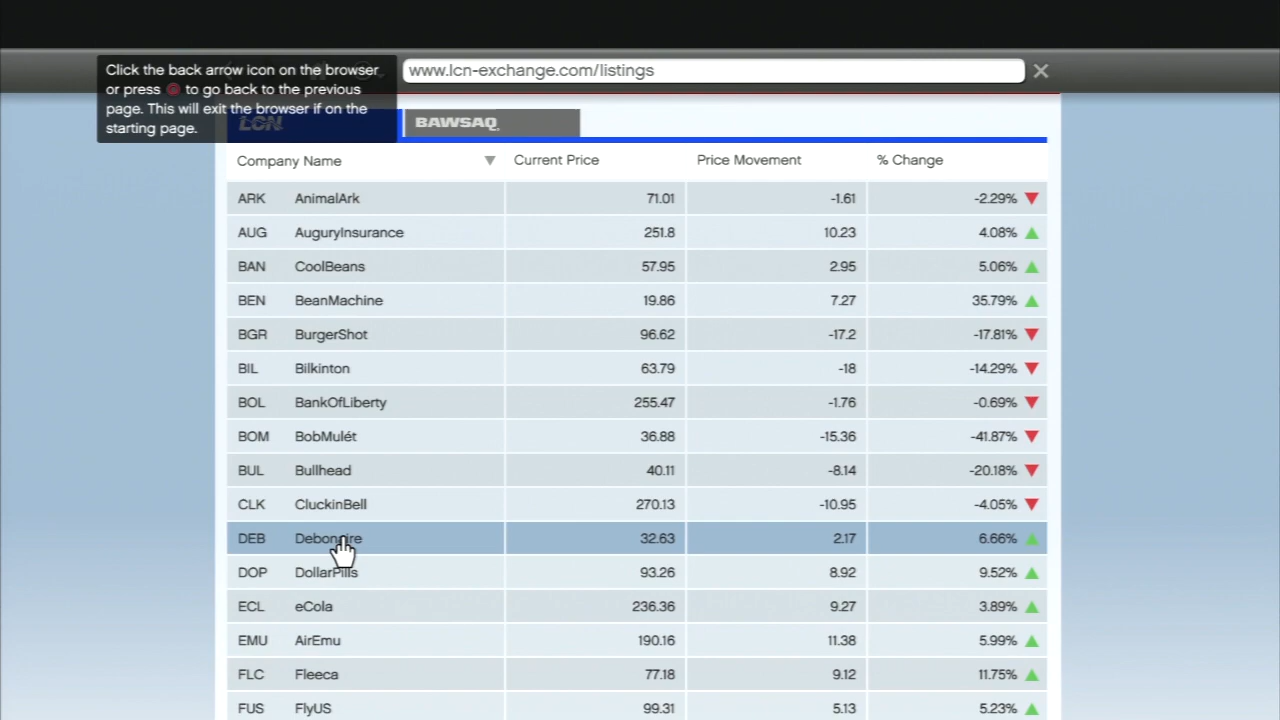 Click the back arrow icon on the browser
or press to go back to the previous
page. This will exit the browser if on the
starting page.
www.lcn-exchange.com/listings
LCN. BAWSAQ.
Company Name Current Price Price Movement % Change
ARK AnimalArk 71.01 -1.61 -2.29%
AUG AuguryInsurance 251.8 10.23 4.08%
BAN CoolBeans 57.95 2.95 5.06%
BEN BeanMachine 19.86 7.27 35.79%
BGR BurgerShot 96.62 -17.2 -17.81%
BIL Bilkinton 63.79 -18 -14.29%
BOL BankOfLiberty 255.47 -1.76 -0.69%
BOM BobMulét 36.88 -15.36 -41.87%
BUL Bullhead 40.11 -8.14 -20.18%
CLK CluckinBell 270.13 -10.95 -4.05%
DEB Debonaire 32.63 2.17 6.66%
DOP DollarPills 93.26 8.92 9.52%
ECL eCola 236.36 9.27 3.89%
EMU AirEmu 190.16 11.38 5.99%
FLC Fleeca 77.18 9.12 11.75%
FUS FlyUS 99.31 5.13 5.23%